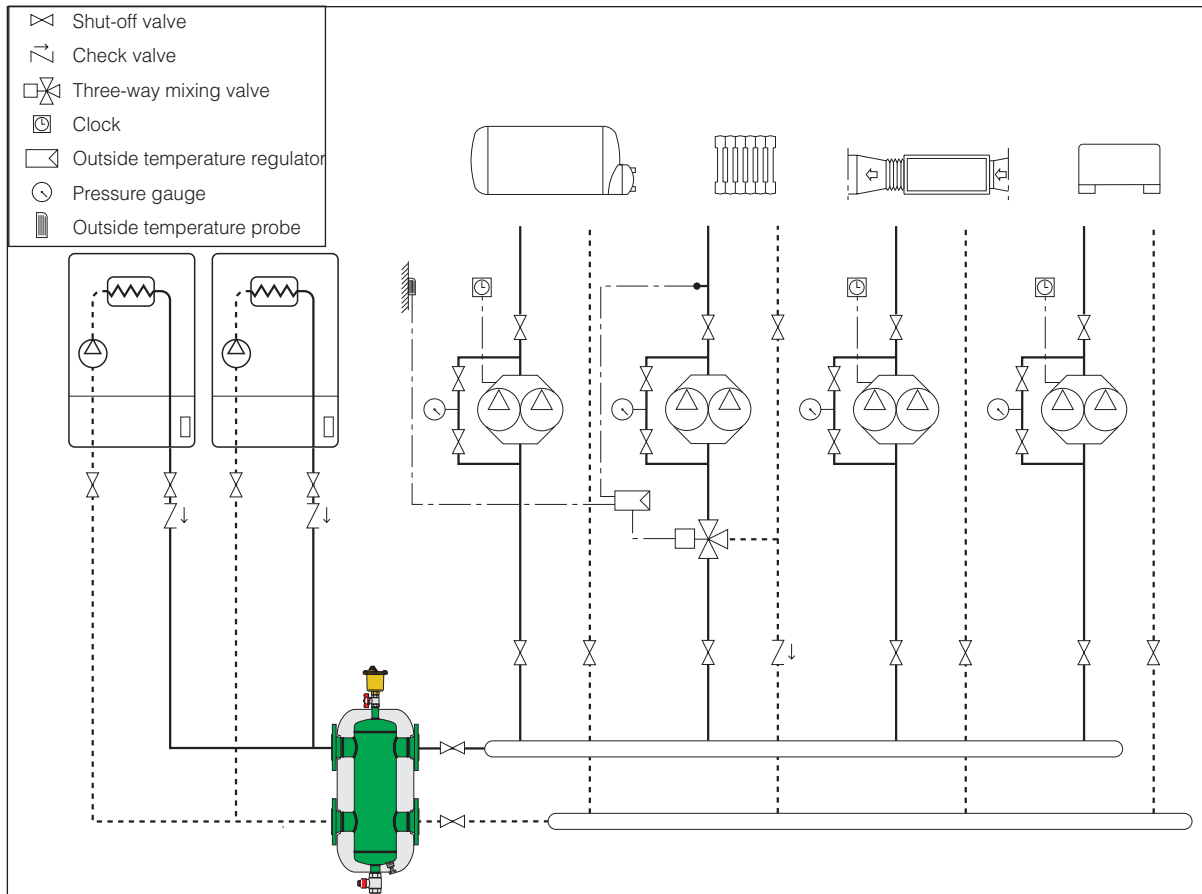 Shut-off valve
Check valve
Three-way mixing valve
Clock
Outside temperature regulator
Pressure gauge
Outside temperature probe